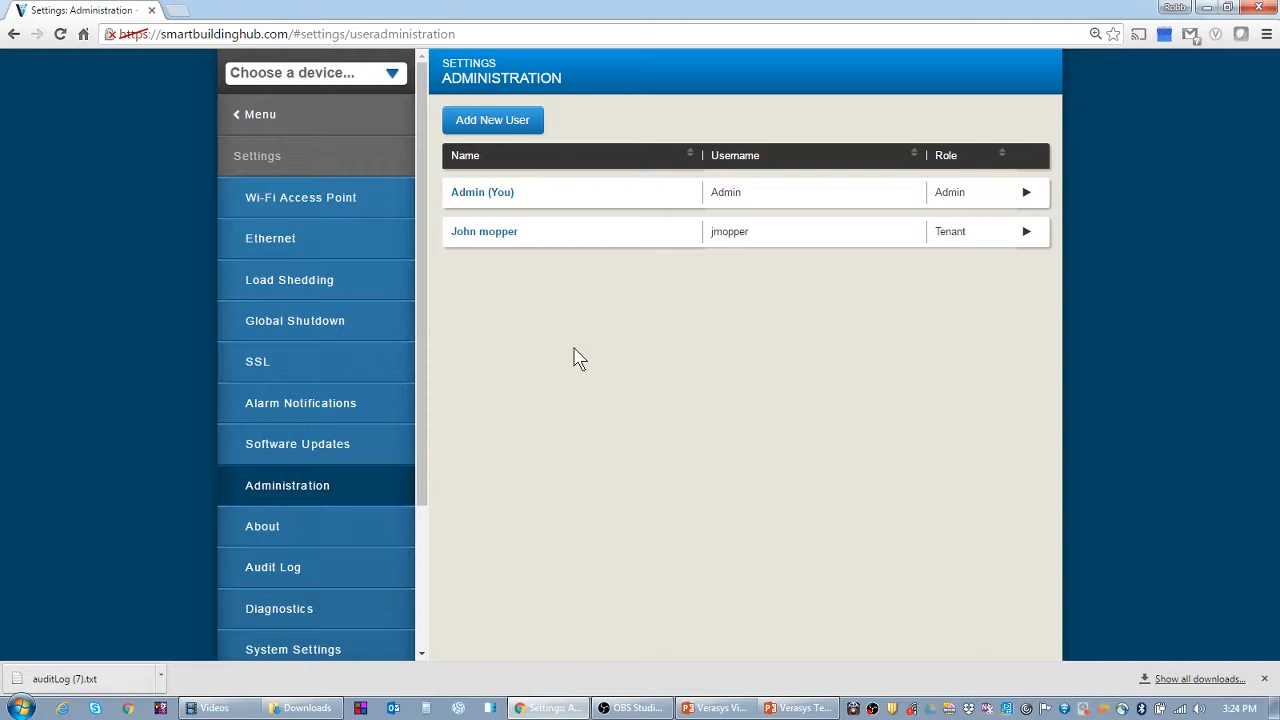 Settings: Administration -
Robb
https://smartbuildinghub.com/#settings/useradministration
Choose a device...
Menu
Settings
Wi-Fi Access Point
Ethernet
Load Shedding
Global Shutdown
SSL
Alarm Notifications
Software Updates
Administration
About
Audit Log
Diagnostics
System Settings
SETTINGS
ADMINISTRATION
Add New User
Name Username Role
Admin (You) Admin Admin
John mopper jmopper Tenant
auditLog (7).txt
Show all downloads...
Videos Downloads Settings: A... OBS Studi... Verasys Vi... Verasys Te... 3:24 PM